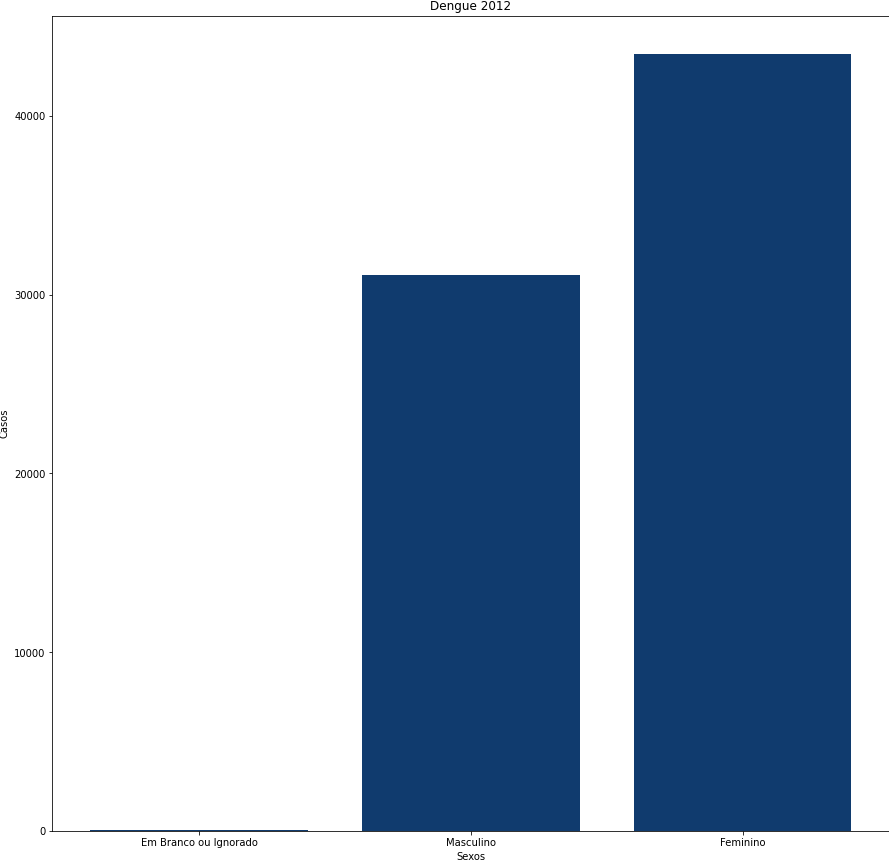 Dengue 2012
Casos
40000
30000
20000
10000
0
Em Branco ou Ignorado
Masculino
Feminino
Sexos